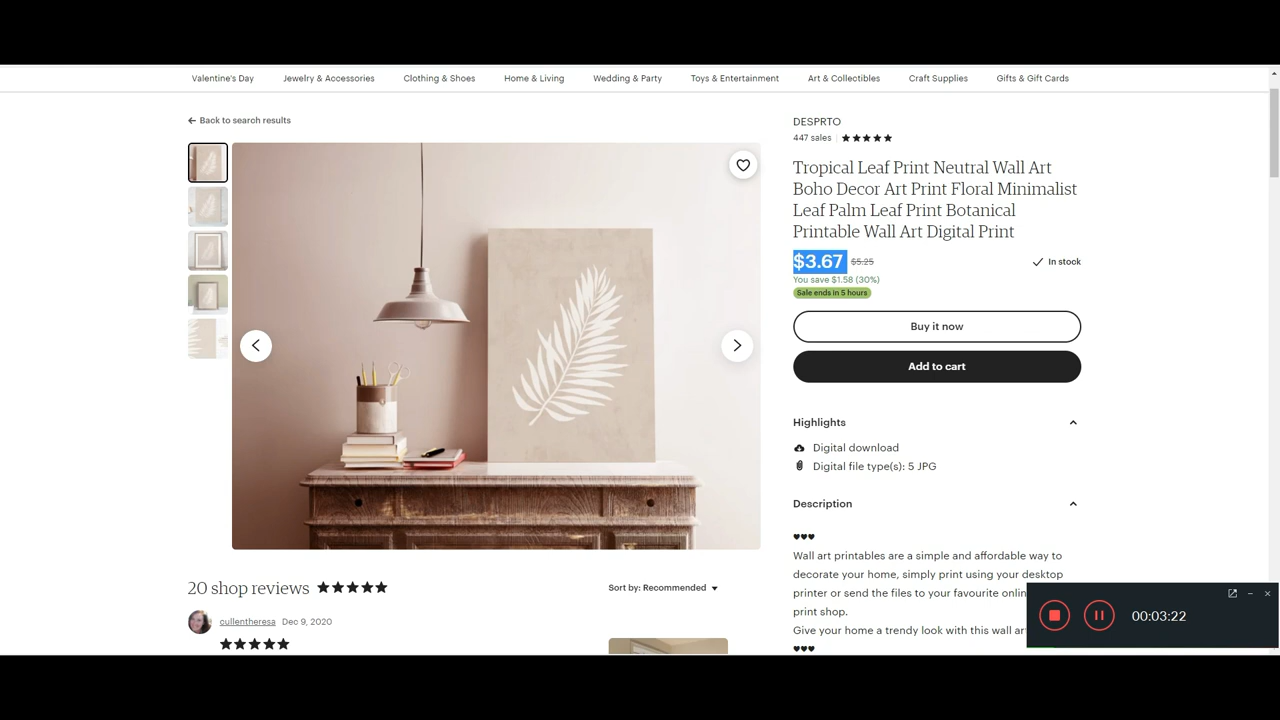 Valentine's Day Jewelry & Accessories Clothing & Shoes Home & Living Wedding & Party Toys & Entertainment Art & Collectibles Craft Supplies Gifts & Gift Cards
← Back to search results
DESPRTO
447 sales
Tropical Leaf Print Neutral Wall Art
Boho Decor Art Print Floral Minimalist
Leaf Palm Leaf Print Botanical
Printable Wall Art Digital Print
$3.67 $5.25 In stock
You save $1.58 (30%)
Sale ends in 5 hours
Buy it now
Add to cart
Highlights
Digital download
Digital file type(s): 5 JPG
Description
♥♥♥
Wall art printables are a simple and affordable way to
decorate your home, simply print using your desktop
printer or send the files to your favourite
print shop.
Give your home a trendy look with this wall
♥♥♥
20 shop reviews ★★★★★
Sort by: Recommended
cullentheresa Dec 9, 2020
00:03:22